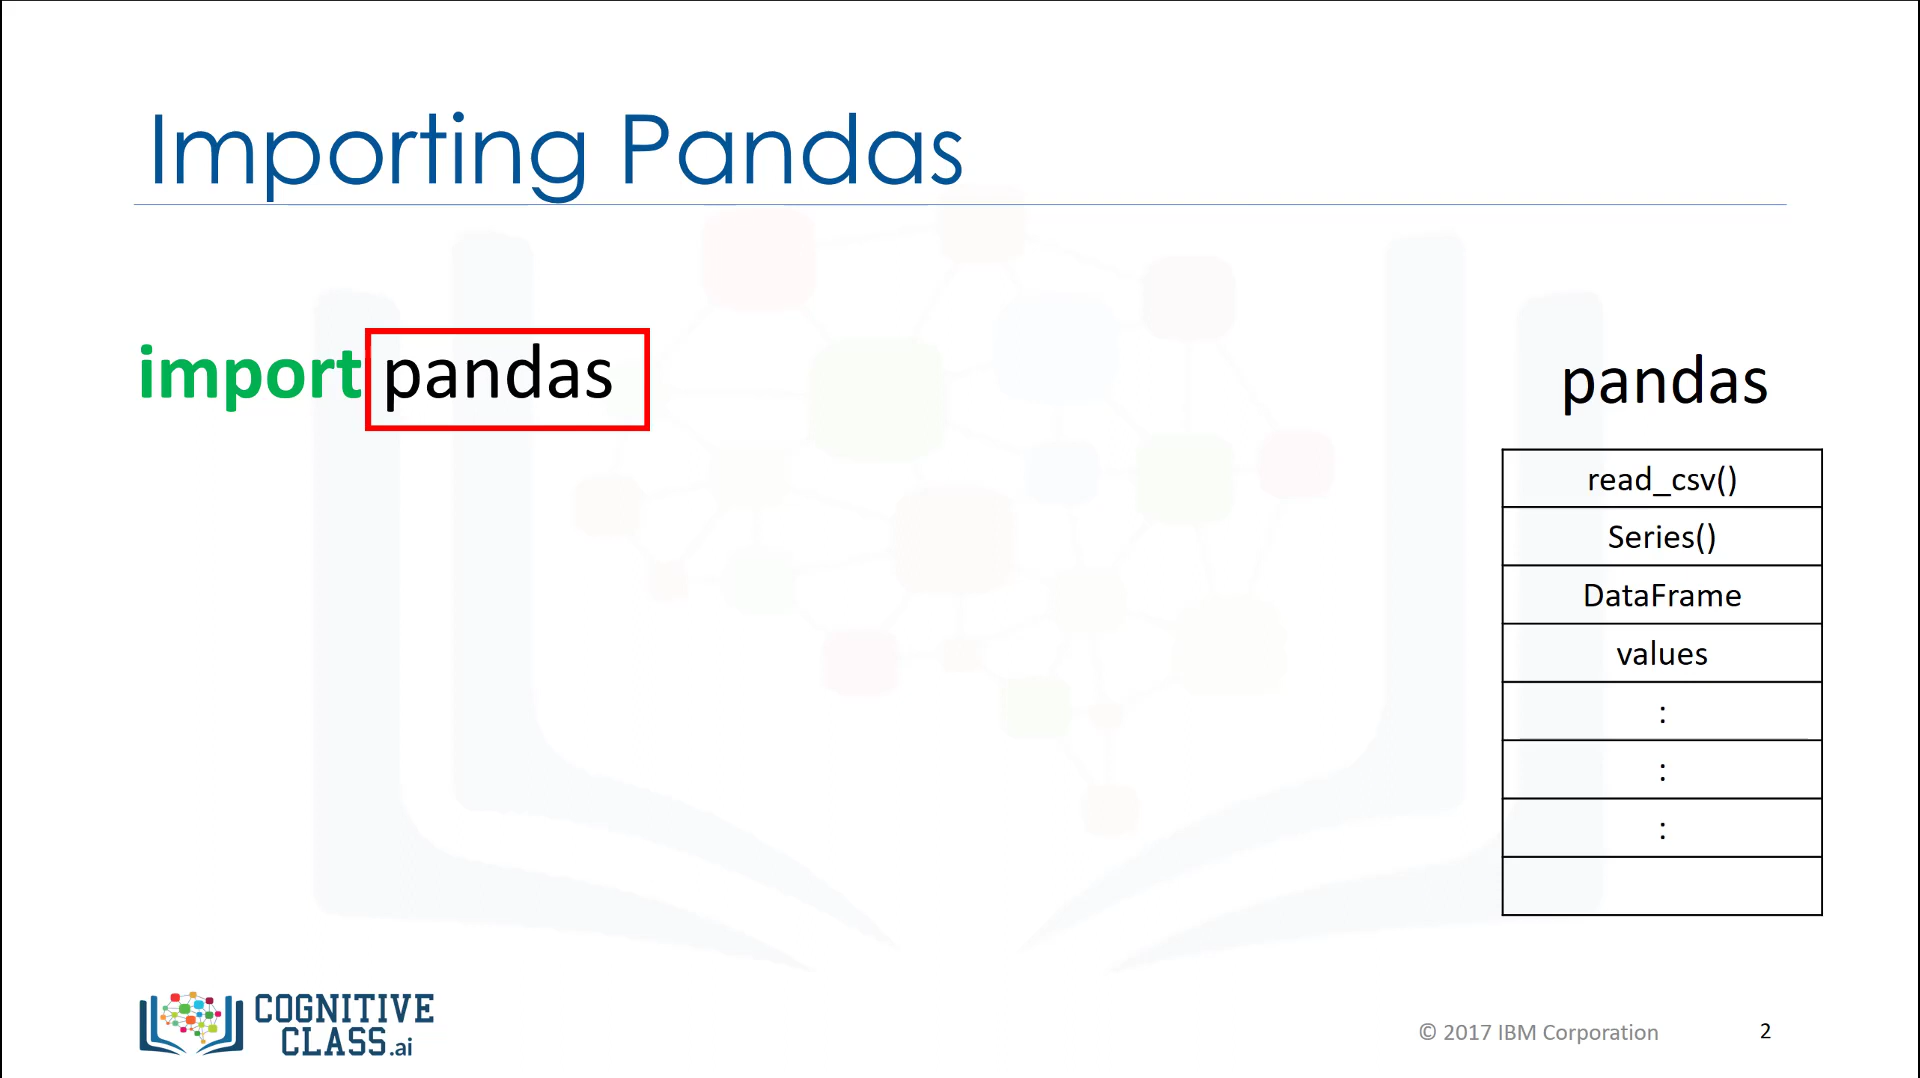 Importing Pandas
import pandas
pandas
read_csv()
Series()
DataFrame
values
:
:
:
COGNITIVE
CLASS.ai
© 2017 IBM Corporation
2